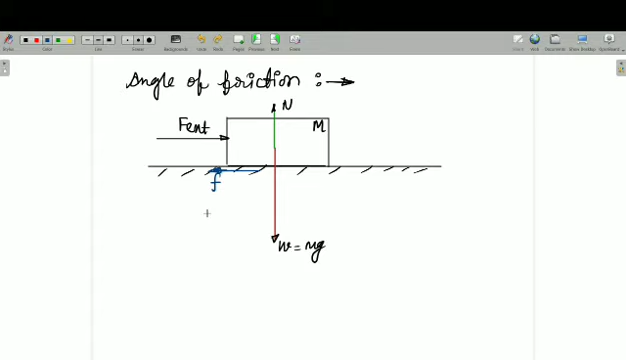 Angle of friction :→
N
Fext
M
f
W = mg